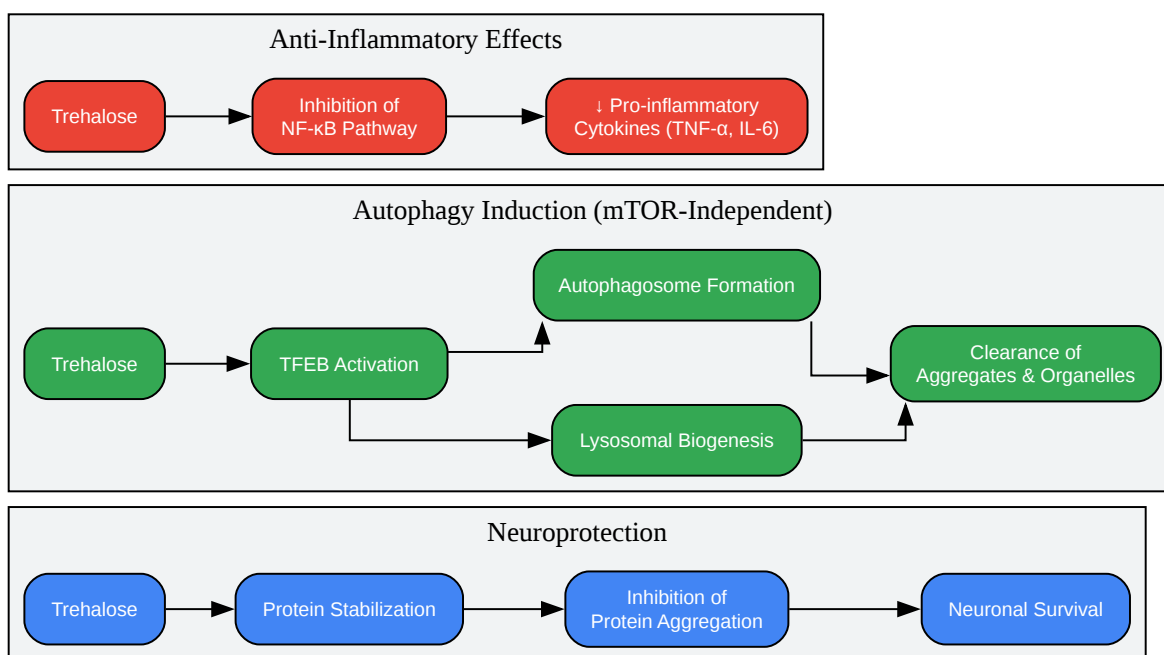 Anti-Inflammatory Effects
Trehalose
Inhibition of
NF-κB Pathway
↓ Pro-inflammatory
Cytokines (TNF-α, IL-6)
Autophagy Induction (mTOR-Independent)
Trehalose
TFEB Activation
Autophagosome Formation
Lysosomal Biogenesis
Clearance of
Aggregates & Organelles
Neuroprotection
Trehalose
Protein Stabilization
Inhibition of
Protein Aggregation
Neuronal Survival